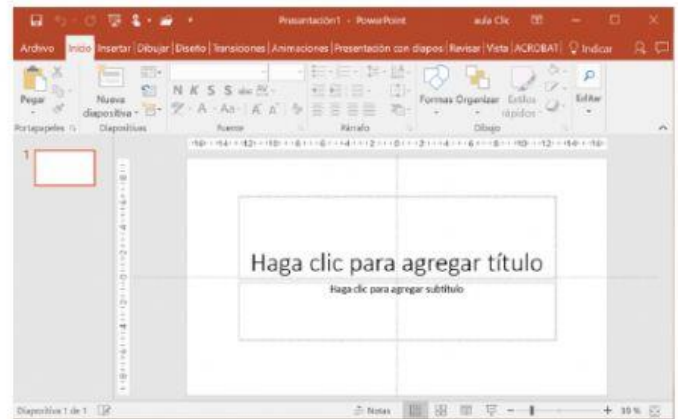 Presentación1 - PowerPoint
aula Clic
Archivo Inicio Insertar Dibujar Diseño Transiciones Animaciones Presentación con diapos Revisar Vista ACROBAT Indicar
Pegar
Nueva diapositiva
N K S S abc
A Aa A A
Formas Organizar Estilos rápidos
Editar
Portapapeles Diapositivas Fuente Párrafo Dibujo
1
Haga clic para agregar título
Haga clic para agregar subtítulo
Diapositiva 1 de 1
Notas